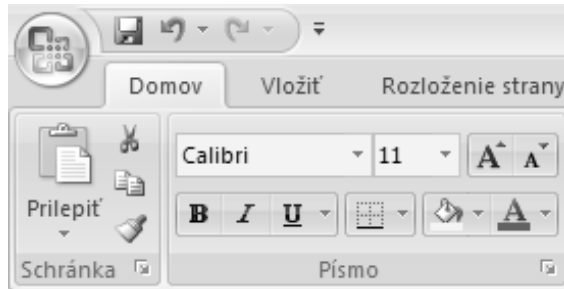 Domov Vložiť Rozloženie strany
Calibri 11 A A
Prilepiť B I U A
Schránka Písmo